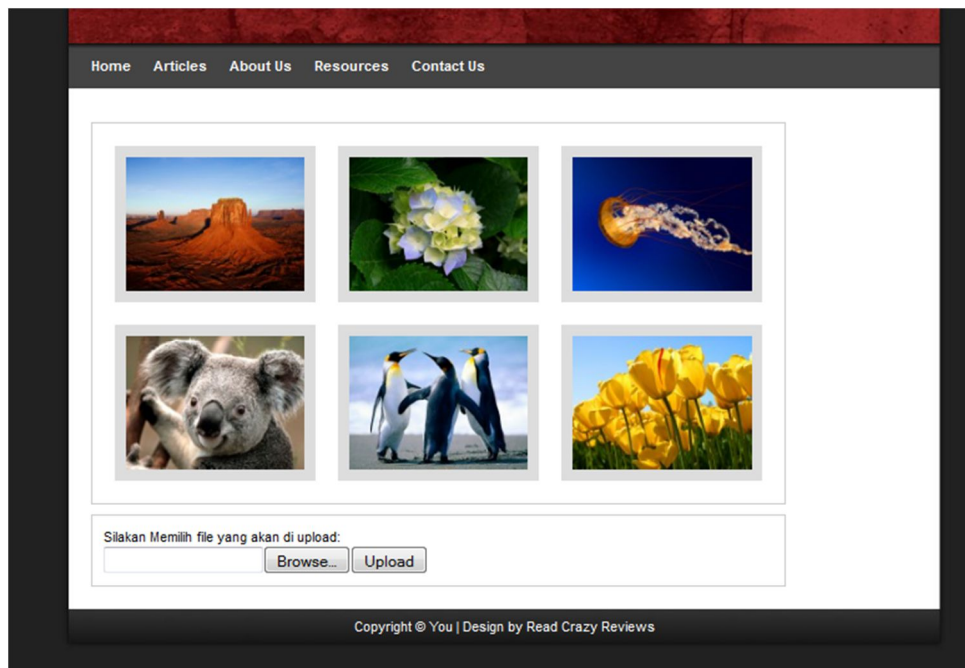 Home Articles About Us Resources Contact Us
Silakan Memilih file yang akan di upload:
Browse... Upload
Copyright © You | Design by Read Crazy Reviews